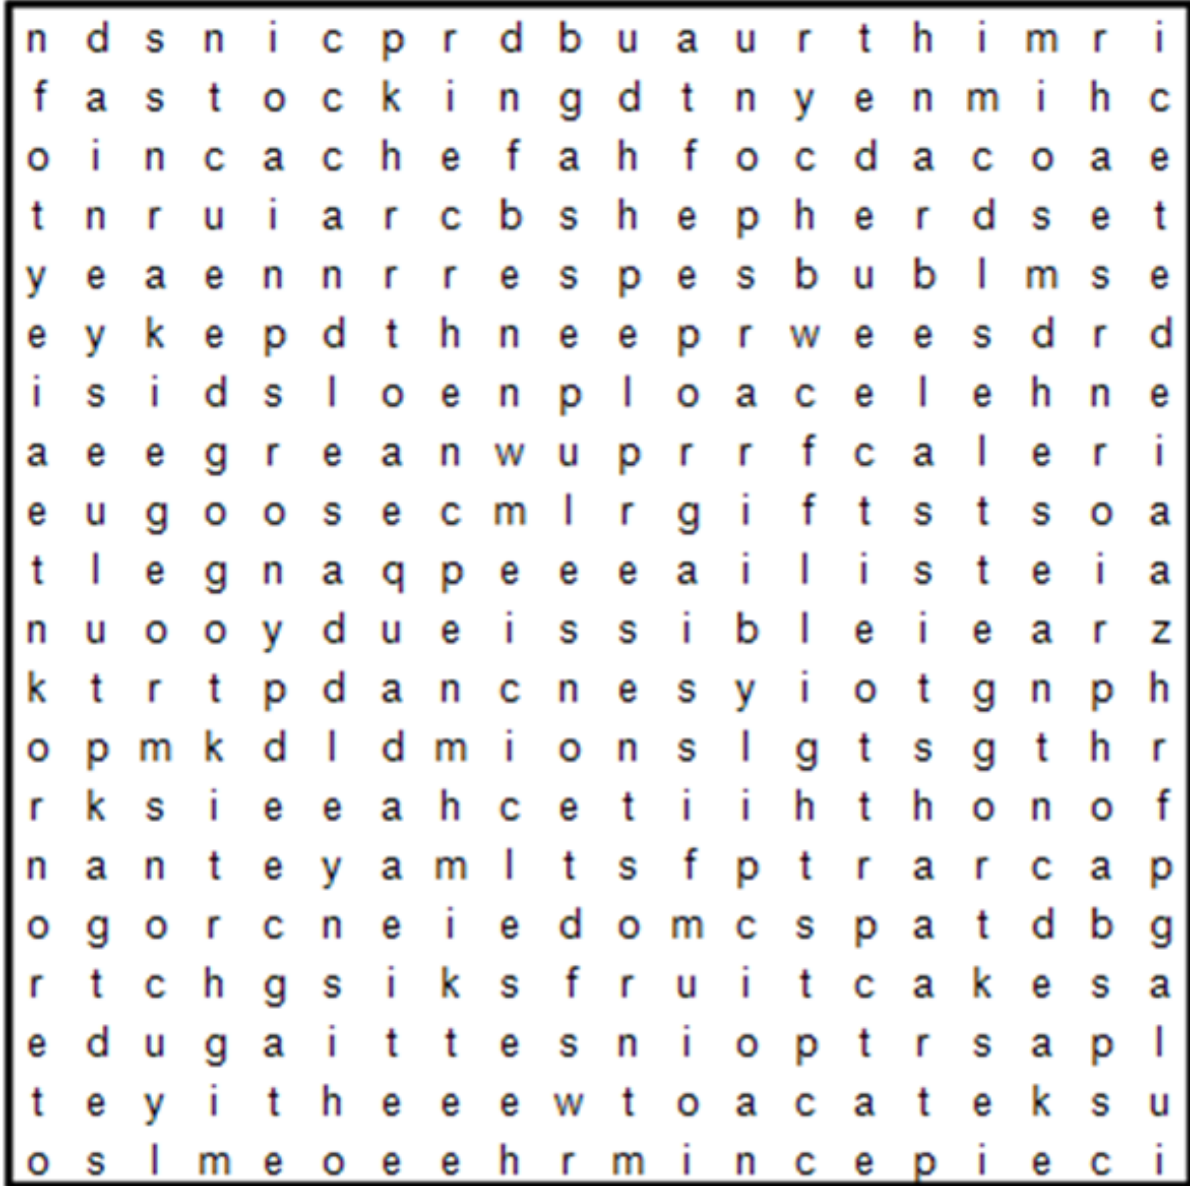 n d s n i c p r d b u a u r t h i m r i
f a s t o c k i n g d t n y e n m i h c
o i n c a c h e f a h f o c d a c o a e
t n r u i a r c b s h e p h e r d s e t
y e a e n n r r e s p e s b u b l m s e
e y k e p d t h n e e p r w e e s d r d
i s i d s l o e n p l o a c e l e h n e
a e e g r e a n w u p r r f c a l e r i
e u g o o s e c m l r g i f t s t s o a
t l e g n a q p e e e a i l i s t e i a
n u o o y d u e i s s i b l e i e a r z
k t r t p d a n c n e s y i o t g n p h
o p m k d l d m i o n s l g t s g t h r
r k s i e e a h c e t i i h t h o n o f
n a n t e y a m l t s f p t r a r c a p
o g o r c n e i e d o m c s p a t d b g
r t c h g s i k s f r u i t c a k e s a
e d u g a i t t e s n i o p t r s a p l
t e y i t h e e e w t o a c a t e k s u
o s l m e o e e h r m i n c e p i e c i